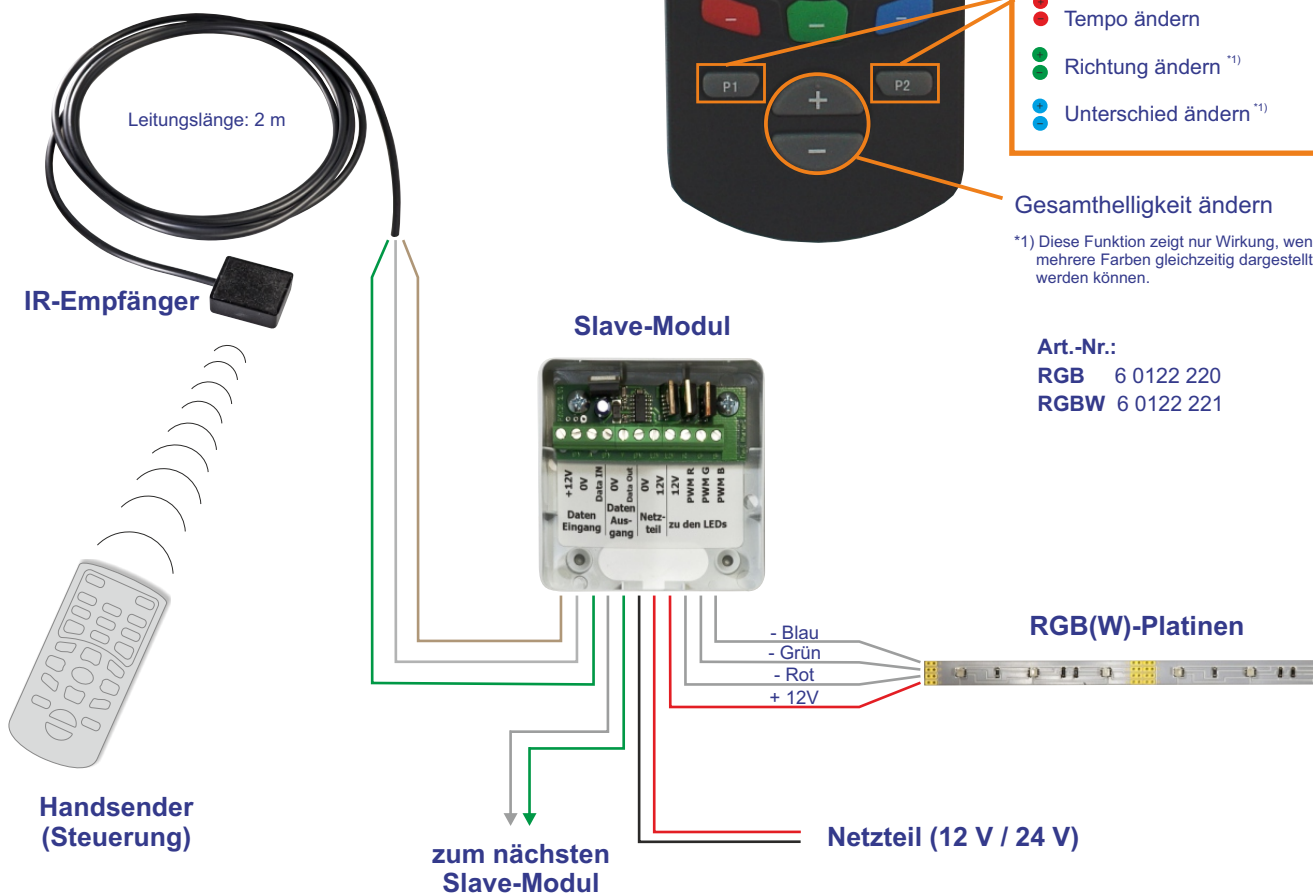 Leitungslänge: 2 m
IR-Empfänger
Handsender
(Steuerung)
-
-
-
P1
P2
+
-
+
-
Tempo ändern
+
-
Richtung ändern *1)
+
-
Unterschied ändern *1)
Gesamthelligkeit ändern
*1) Diese Funktion zeigt nur Wirkung, wen
mehrere Farben gleichzeitig dargestellt
werden können.
Art.-Nr.:
RGB 6 0122 220
RGBW 6 0122 221
Slave-Modul
+12V
0V
Data IN
0V
Data Out
0V
12V
12V
PWM R
PWM G
PWM B
Daten
Eingang
Daten
Aus-
gang
Netz-
teil
zu den LEDs
- Blau
- Grün
- Rot
+ 12V
RGB(W)-Platinen
zum nächsten
Slave-Modul
Netzteil (12 V / 24 V)